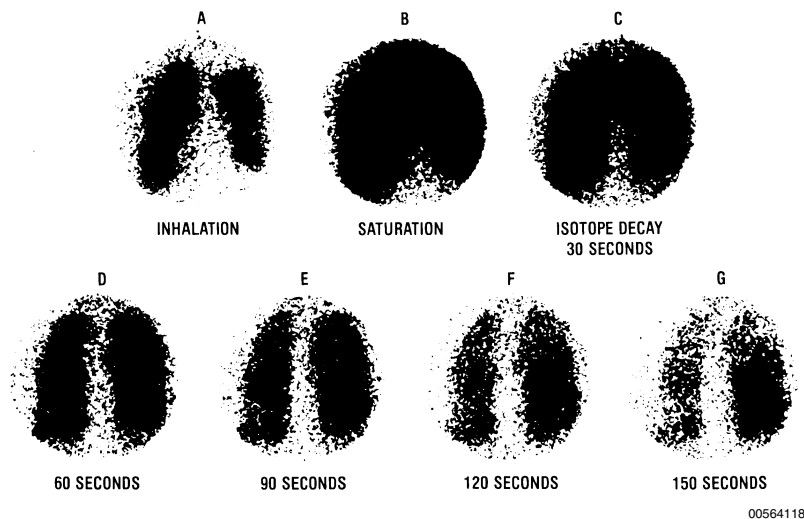 A
B
C
INHALATION
SATURATION
ISOTOPE DECAY
30 SECONDS
D
E
F
G
60 SECONDS
90 SECONDS
120 SECONDS
150 SECONDS
00564118